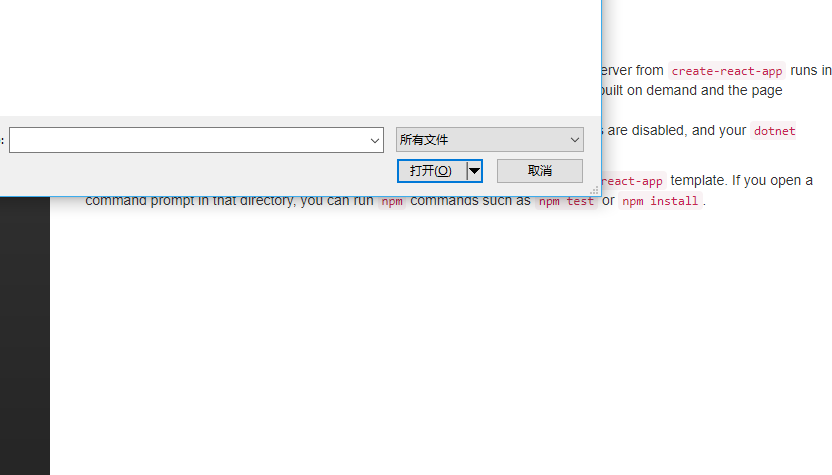 erver from create-react-app runs in
built on demand and the page
所有文件
s are disabled, and your dotnet
打开(O) 取消
react-app template. If you open a
command prompt in that directory, you can run npm commands such as npm test or npm install.